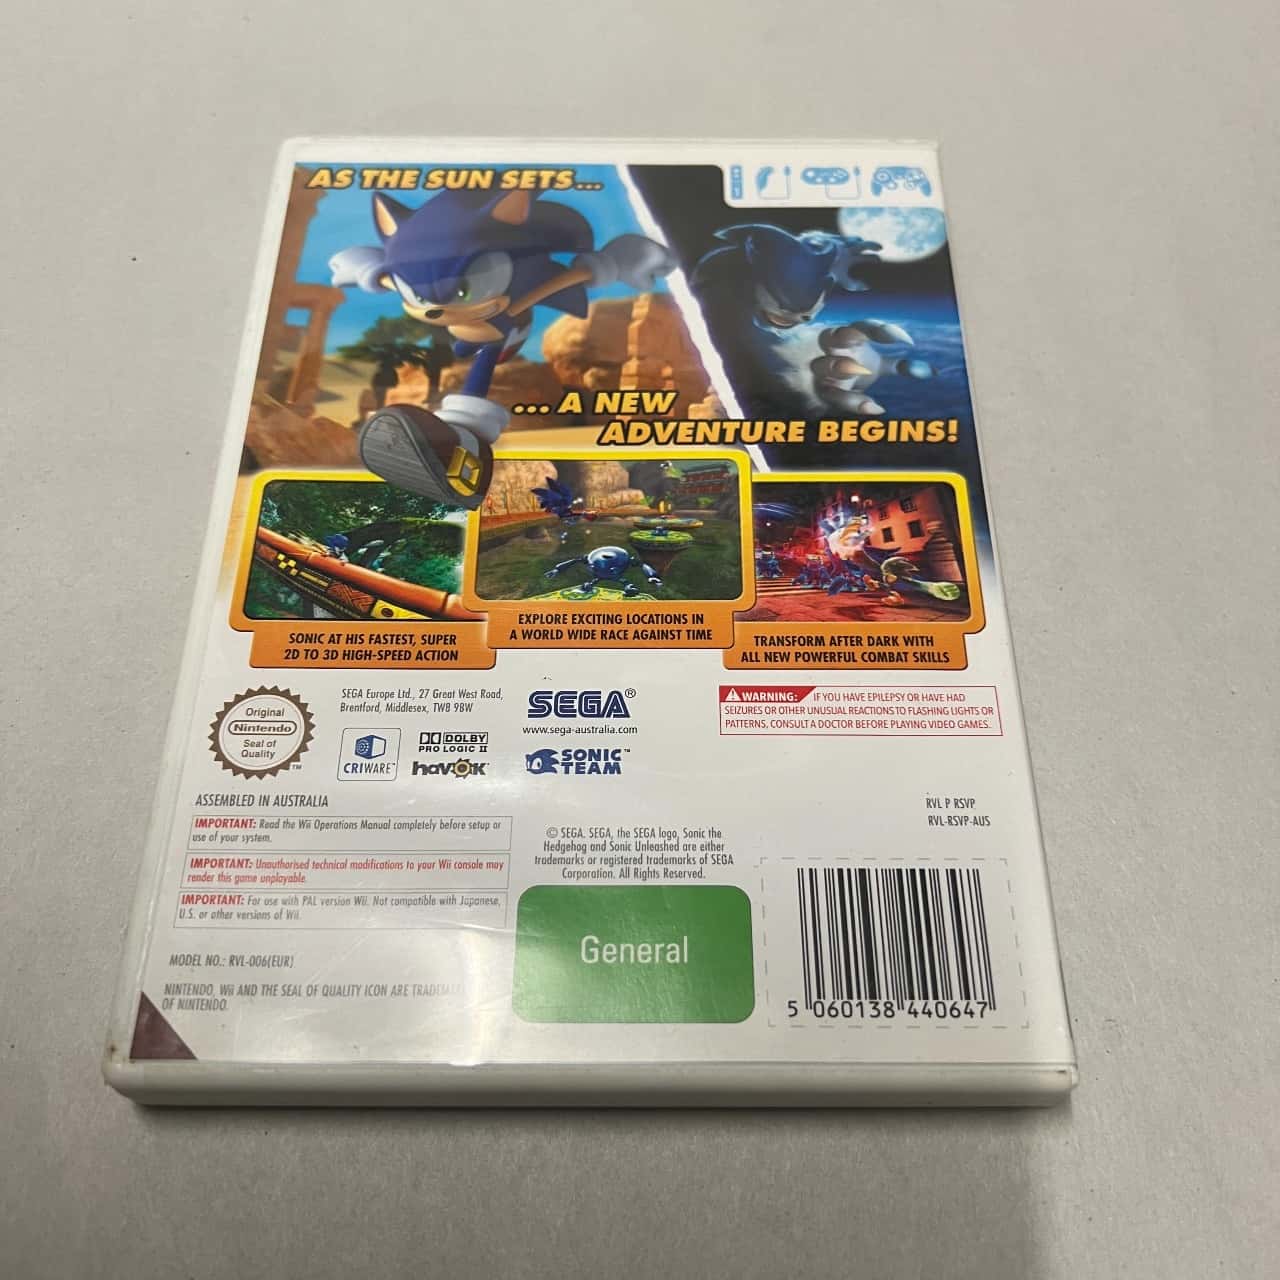 AS THE SUN SETS...
... A NEW
ADVENTURE BEGINS!
SONIC AT HIS FASTEST, SUPER
2D TO 3D HIGH-SPEED ACTION
EXPLORE EXCITING LOCATIONS IN
A WORLD WIDE RACE AGAINST TIME
TRANSFORM AFTER DARK WITH
ALL NEW POWERFUL COMBAT SKILLS
Original
Nintendo
Seal of
Quality
TM
SEGA Europe Ltd., 27 Great West Road,
Brentford, Middlesex, TW8 9BW
CRIWARE™
DOLBY
PRO LOGIC II
havok™
SEGA®
www.sega-australia.com
SONIC™
TEAM
WARNING: IF YOU HAVE EPILEPSY OR HAVE HAD
SEIZURES OR OTHER UNUSUAL REACTIONS TO FLASHING LIGHTS OR
PATTERNS, CONSULT A DOCTOR BEFORE PLAYING VIDEO GAMES.
ASSEMBLED IN AUSTRALIA
IMPORTANT: Read the Wii Operations Manual completely before setup or
use of your system.
IMPORTANT: Unauthorised technical modifications to your Wii console may
render this game unplayable.
IMPORTANT: For use with PAL version Wii. Not compatible with Japanese,
U.S. or other versions of Wii.
MODEL NO.: RVL-006(EUR)
NINTENDO, Wii AND THE SEAL OF QUALITY ICON ARE
OF NINTENDO.
© SEGA. SEGA, the SEGA logo, Sonic the
Hedgehog and Sonic Unleashed are either
trademarks or registered trademarks of SEGA
Corporation. All Rights Reserved.
General
RVL P RSVP
RVL-RSVP-AUS
5 060138 440647